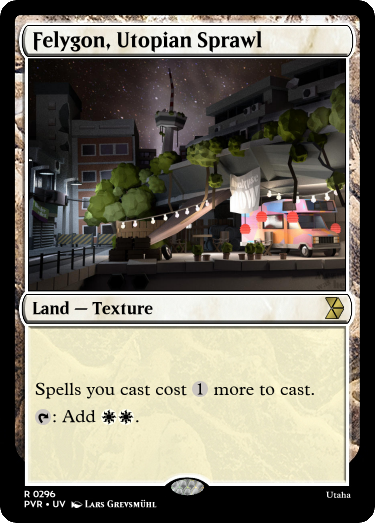 Felygon, Utopian Sprawl
Land — Texture
Spells you cast cost 1 more to cast.
: Add .
R 0296
PVR • UV Lars Grevsmühl
Utaha